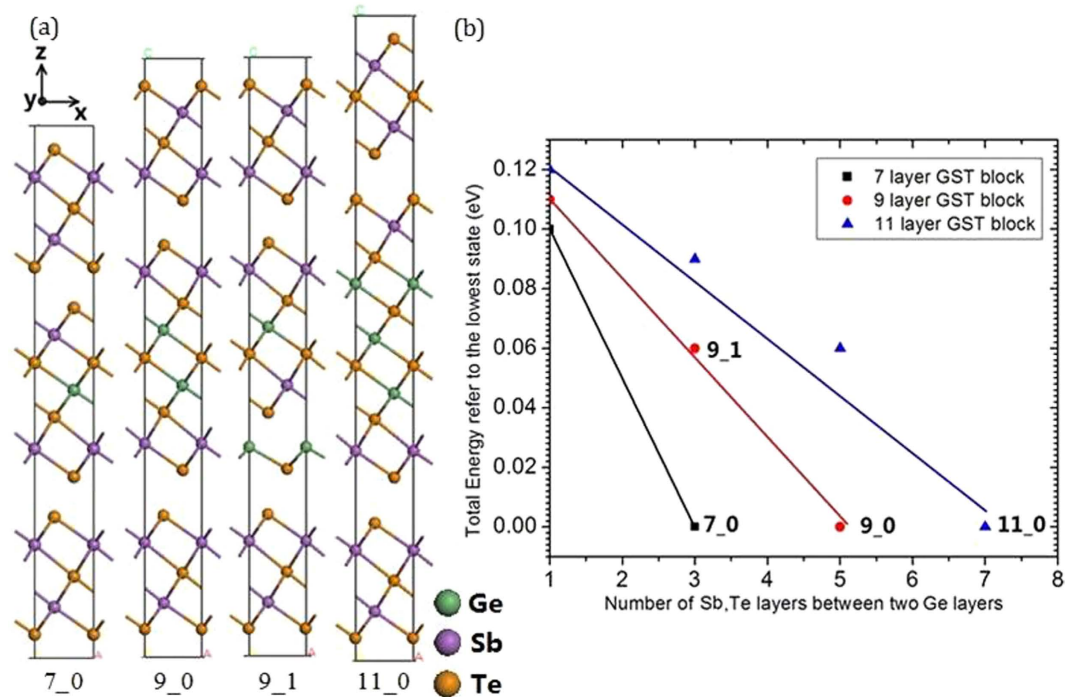 (a)
z
y
x
C
C
C
A
A
A
7_0
9_0
9_1
11_0
Ge
Sb
Te
(b)
Total Energy refer to the lowest state (eV)
0.12
0.10
0.08
0.06
0.04
0.02
0.00
7 layer GST block
9 layer GST block
11 layer GST block
9_1
7_0
9_0
11_0
1 2 3 4 5 6 7 8
Number of Sb,Te layers between two Ge layers